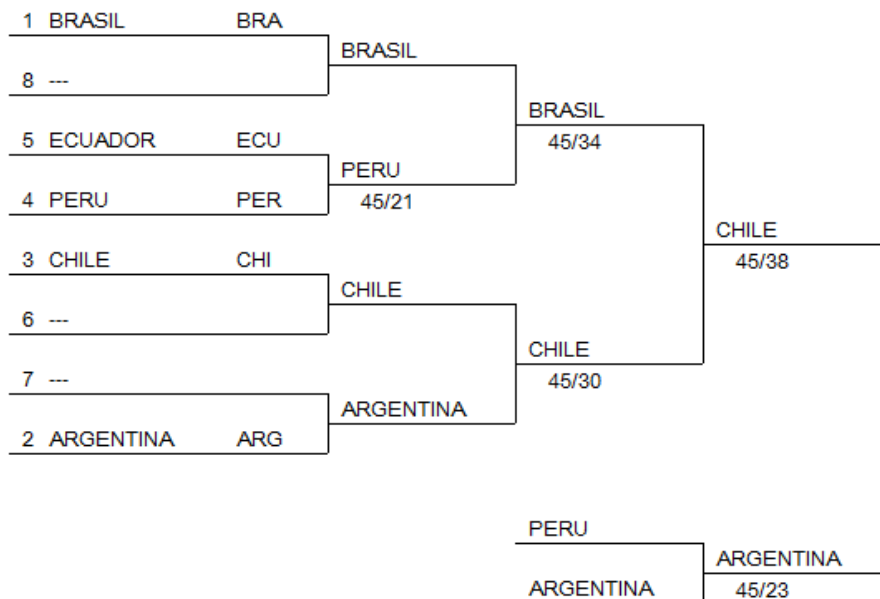 1 BRASIL BRA
BRASIL
8 ---
BRASIL
45/34
5 ECUADOR ECU
PERU
45/21
4 PERU PER
CHILE
45/38
3 CHILE CHI
CHILE
6 ---
CHILE
45/30
7 ---
ARGENTINA
2 ARGENTINA ARG
PERU
ARGENTINA
45/23
ARGENTINA